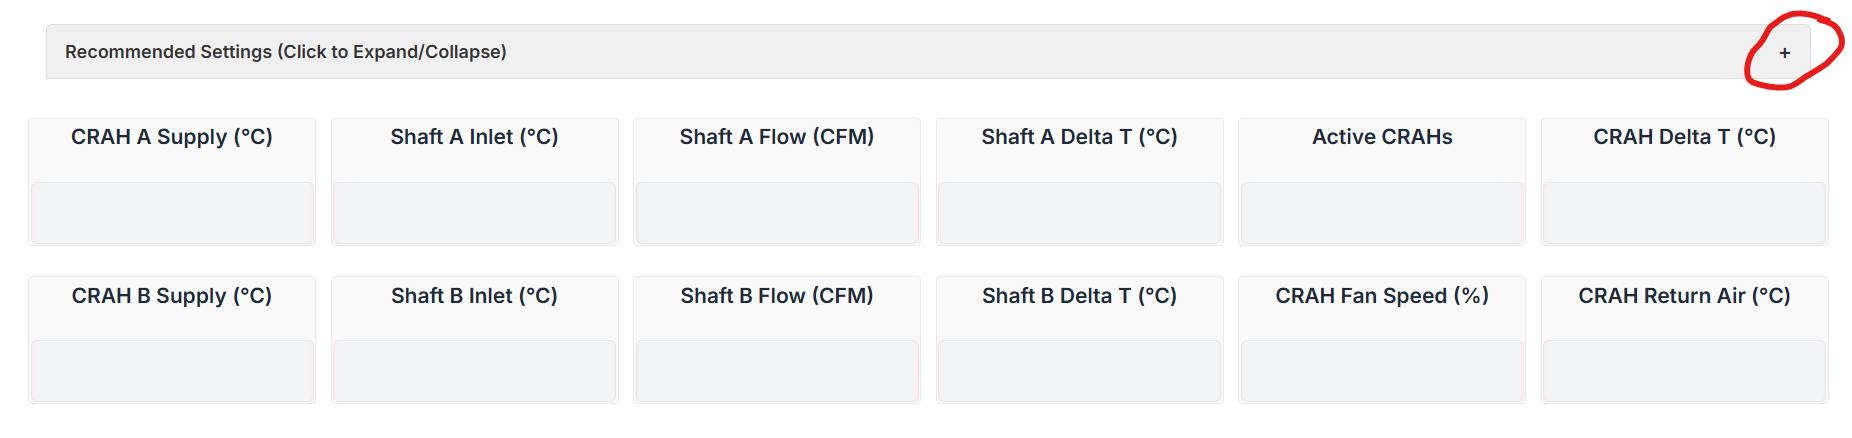 Recommended Settings (Click to Expand/Collapse) +
CRAH A Supply (°C) Shaft A Inlet (°C) Shaft A Flow (CFM) Shaft A Delta T (°C) Active CRAHs CRAH Delta T (°C)
CRAH B Supply (°C) Shaft B Inlet (°C) Shaft B Flow (CFM) Shaft B Delta T (°C) CRAH Fan Speed (%) CRAH Return Air (°C)